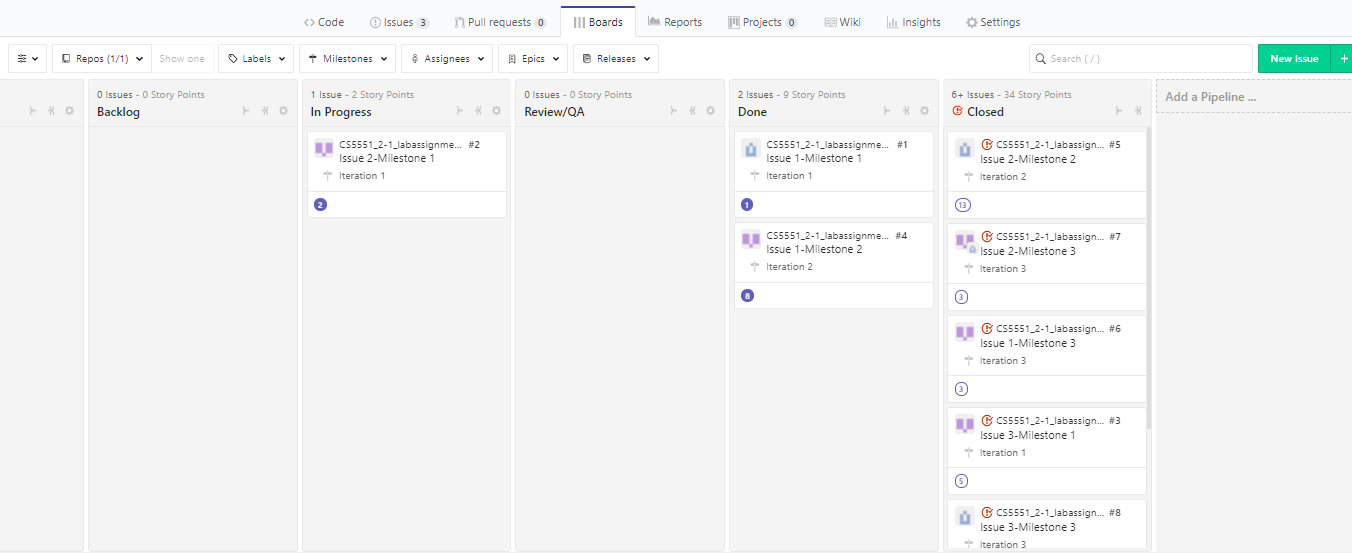 Code Issues 3 Pull requests 0 Boards Reports Projects 0 Wiki Insights Settings
Repos (1/1) Show one Labels Milestones Assignees Epics Releases Search ( / ) New Issue +
0 Issues - 0 Story Points
Backlog
1 Issue - 2 Story Points
In Progress
CS5551_2-1_labassignme... #2
Issue 2-Milestone 1
Iteration 1
2
0 Issues - 0 Story Points
Review/QA
2 Issues - 9 Story Points
Done
CS5551_2-1_labassignme... #1
Issue 1-Milestone 1
Iteration 1
1
CS5551_2-1_labassignme... #4
Issue 1-Milestone 2
Iteration 2
8
6+ Issues - 34 Story Points
Closed
CS5551_2-1_labassign... #5
Issue 2-Milestone 2
Iteration 2
13
CS5551_2-1_labassign... #7
Issue 2-Milestone 3
Iteration 3
3
CS5551_2-1_labassign... #6
Issue 1-Milestone 3
Iteration 3
3
CS5551_2-1_labassign... #3
Issue 3-Milestone 1
Iteration 1
5
CS5551_2-1_labassign... #8
Issue 3-Milestone 3
Iteration 3
Add a Pipeline ...